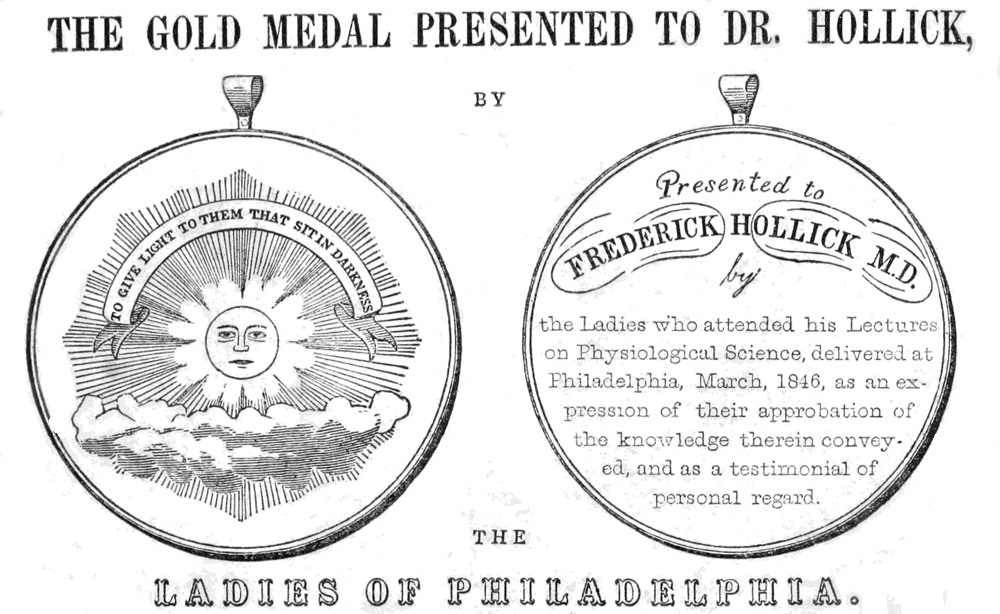 THE GOLD MEDAL PRESENTED TO DR. HOLLICK,
BY
TO GIVE LIGHT TO THEM THAT SIT IN DARKNESS
Presented to
FREDERICK HOLLICK M.D.
by
the Ladies who attended his Lectures
on Physiological Science, delivered at
Philadelphia, March, 1846, as an ex-
pression of their approbation of
the knowledge therein convey-
ed, and as a testimonial of
personal regard.
THE
LADIES OF PHILADELPHIA.